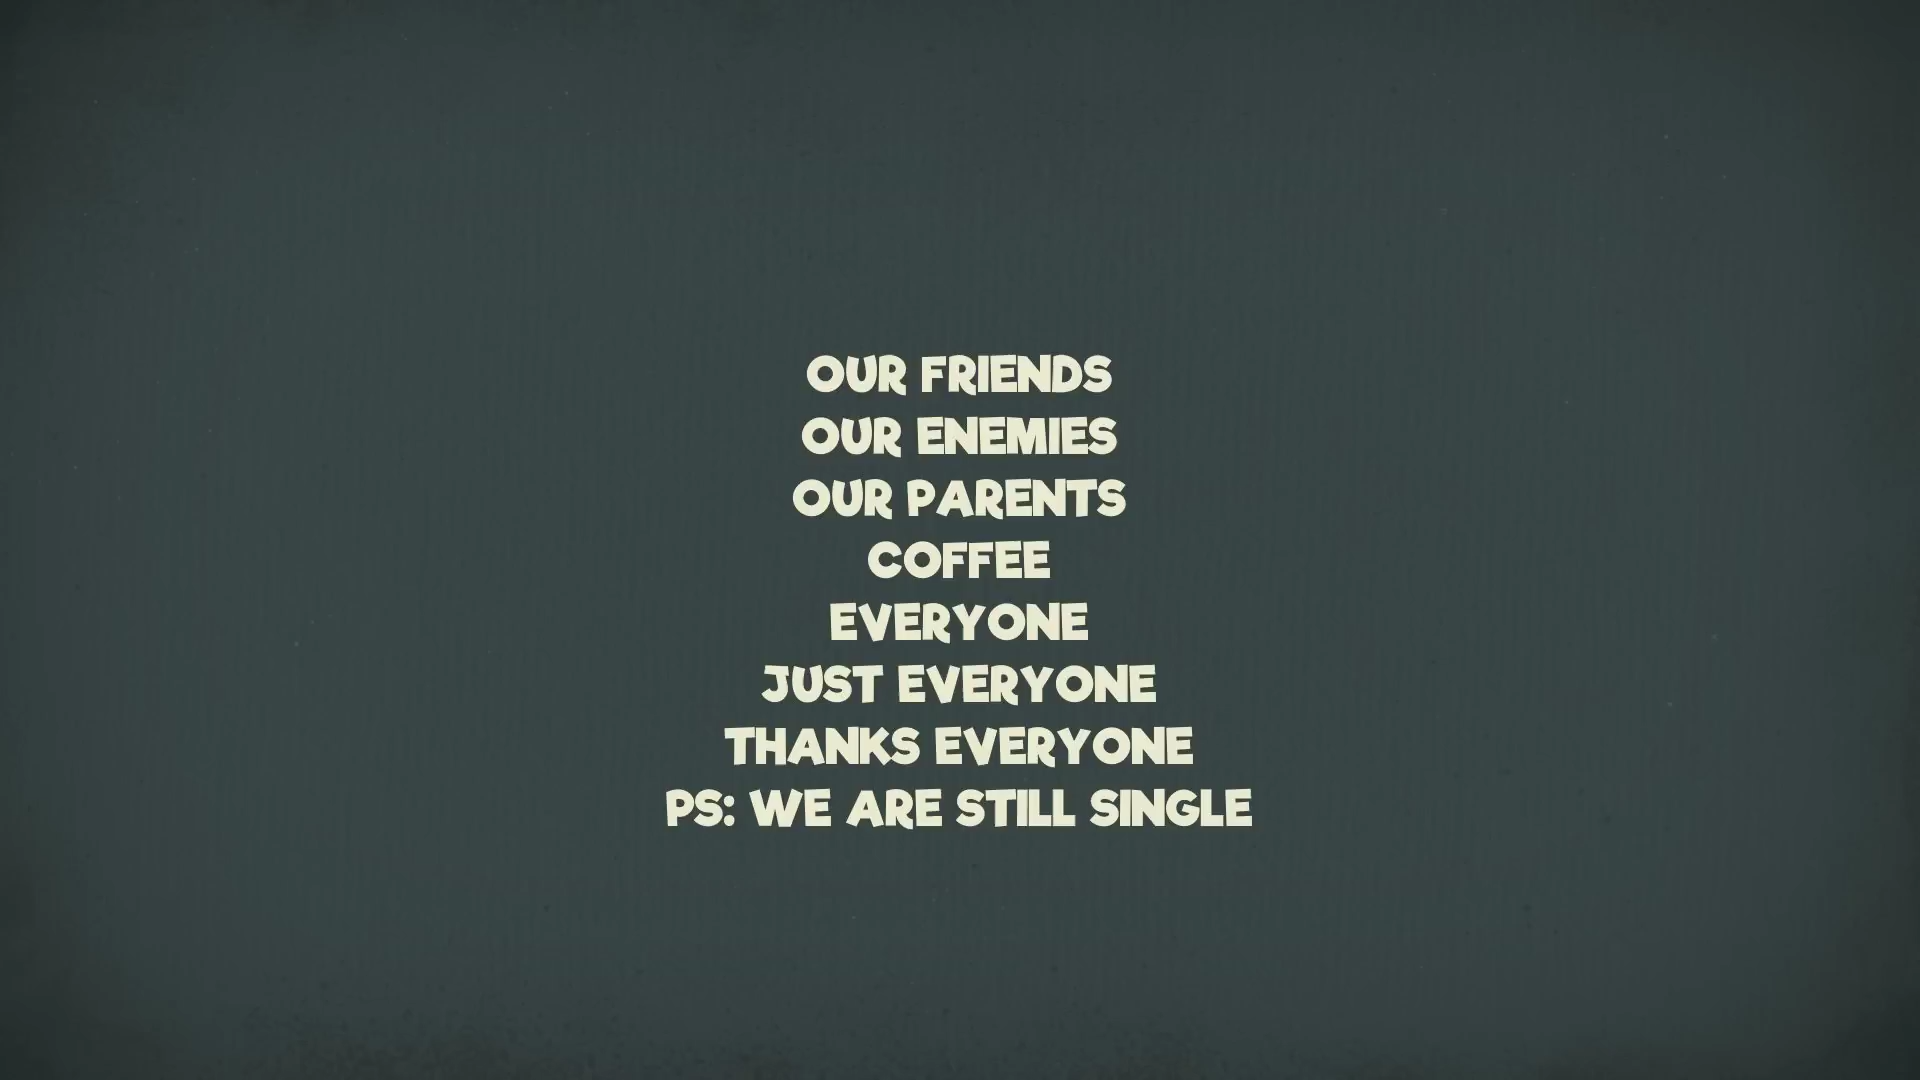 OUR FRIENDS
OUR ENEMIES
OUR PARENTS
COFFEE
EVERYONE
JUST EVERYONE
THANKS EVERYONE
PS: WE ARE STILL SINGLE